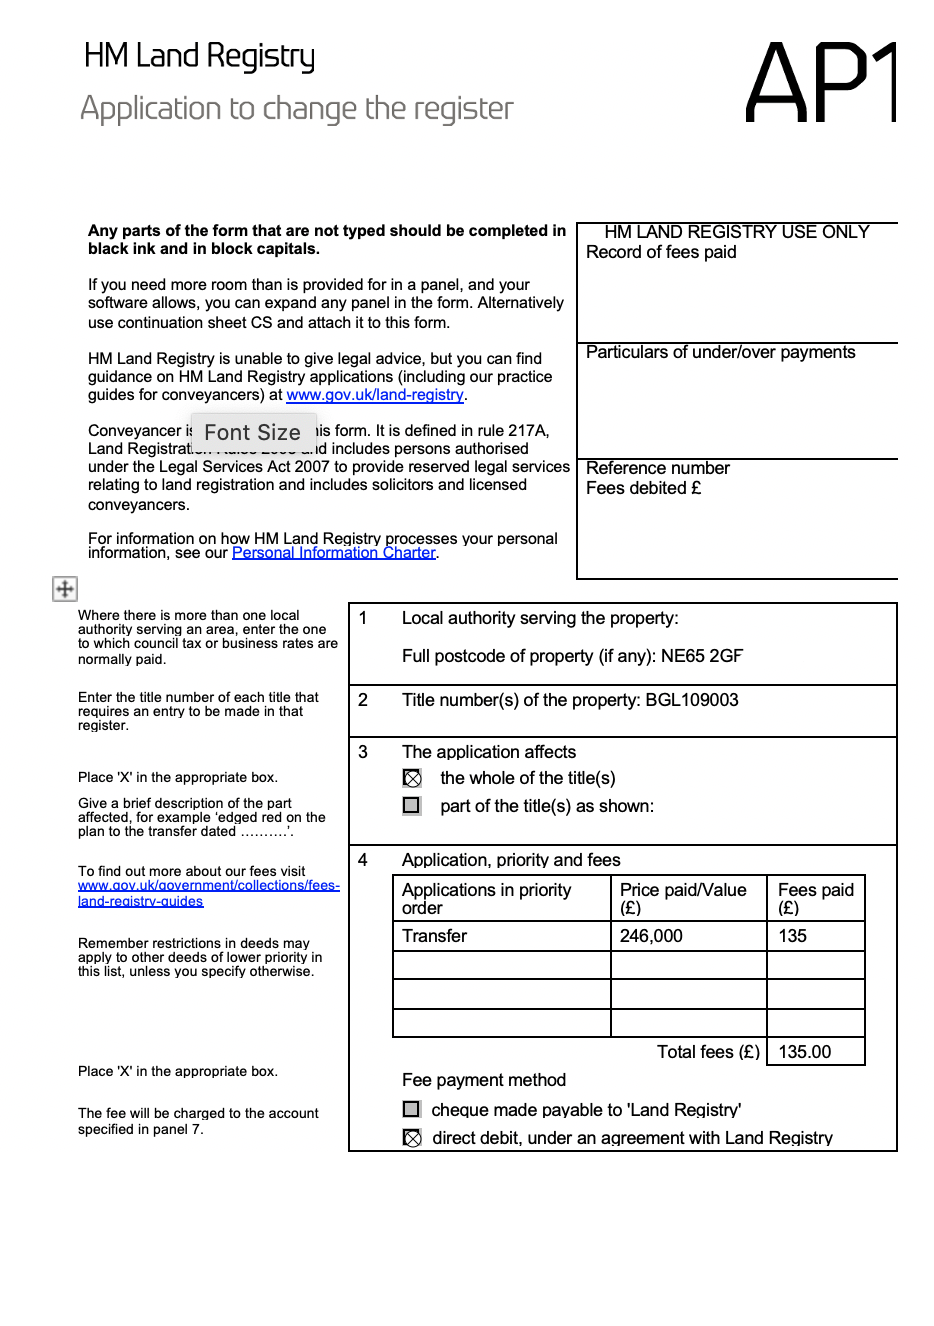 HM Land Registry
Application to change the register
AP1
Any parts of the form that are not typed should be completed in
black ink and in block capitals.
If you need more room than is provided for in a panel, and your
software allows, you can expand any panel in the form. Alternatively
use continuation sheet CS and attach it to this form.
HM Land Registry is unable to give legal advice, but you can find
guidance on HM Land Registry applications (including our practice
guides for conveyancers) at www.gov.uk/land-registry.
Conveyancer is this form. It is defined in rule 217A,
Font Size
Land Registration Rules 2003 and includes persons authorised
under the Legal Services Act 2007 to provide reserved legal services
relating to land registration and includes solicitors and licensed
conveyancers.
For information on how HM Land Registry processes your personal
information, see our Personal Information Charter.
HM LAND REGISTRY USE ONLY
Record of fees paid
Particulars of under/over payments
Reference number
Fees debited £
Where there is more than one local
authority serving an area, enter the one
to which council tax or business rates are
normally paid.
1 Local authority serving the property:
Full postcode of property (if any): NE65 2GF
Enter the title number of each title that
requires an entry to be made in that
register.
2 Title number(s) of the property: BGL109003
3 The application affects
Place 'X' in the appropriate box.
the whole of the title(s)
Give a brief description of the part
affected, for example ‘edged red on the
plan to the transfer dated ……….’.
part of the title(s) as shown:
4 Application, priority and fees
To find out more about our fees visit
www.gov.uk/government/collections/fees-
land-registry-guides
Remember restrictions in deeds may
apply to other deeds of lower priority in
this list, unless you specify otherwise.
Applications in priority
order
Price paid/Value
(£)
Fees paid
(£)
Transfer 246,000 135
Total fees (£) 135.00
Place 'X' in the appropriate box.
Fee payment method
cheque made payable to 'Land Registry'
The fee will be charged to the account
specified in panel 7.
direct debit, under an agreement with Land Registry